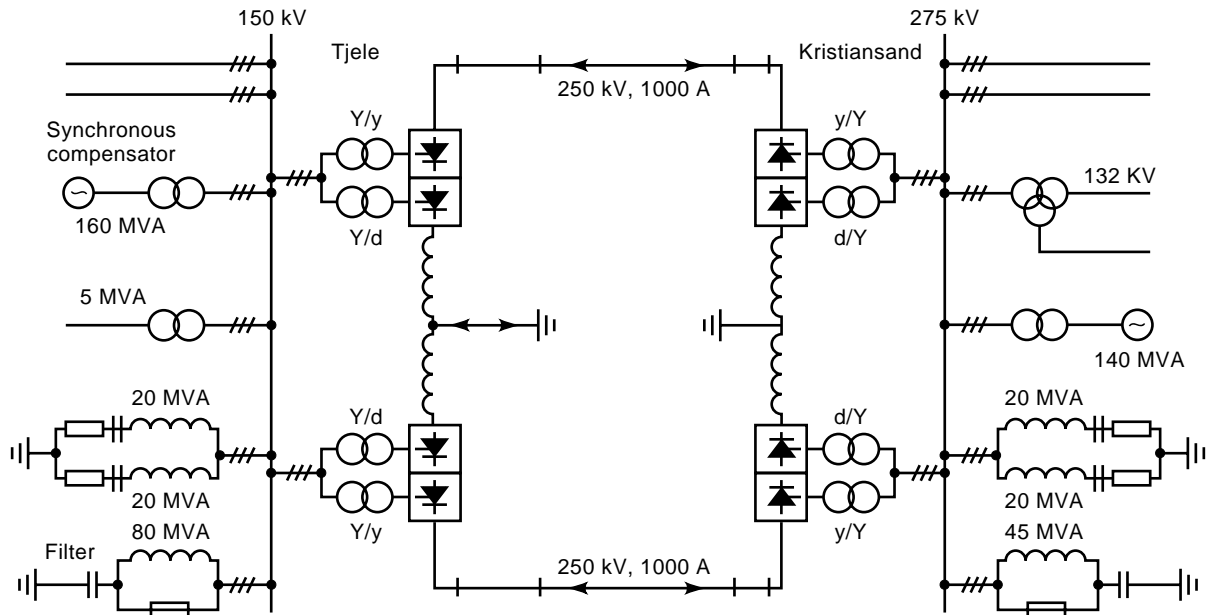 150 kV
275 kV
Tjele
Kristiansand
250 kV, 1000 A
Y/y
y/Y
Synchronous
compensator
132 KV
160 MVA
Y/d
d/Y
5 MVA
140 MVA
20 MVA
Y/d
d/Y
20 MVA
20 MVA
20 MVA
80 MVA
Y/y
y/Y
45 MVA
Filter
250 kV, 1000 A